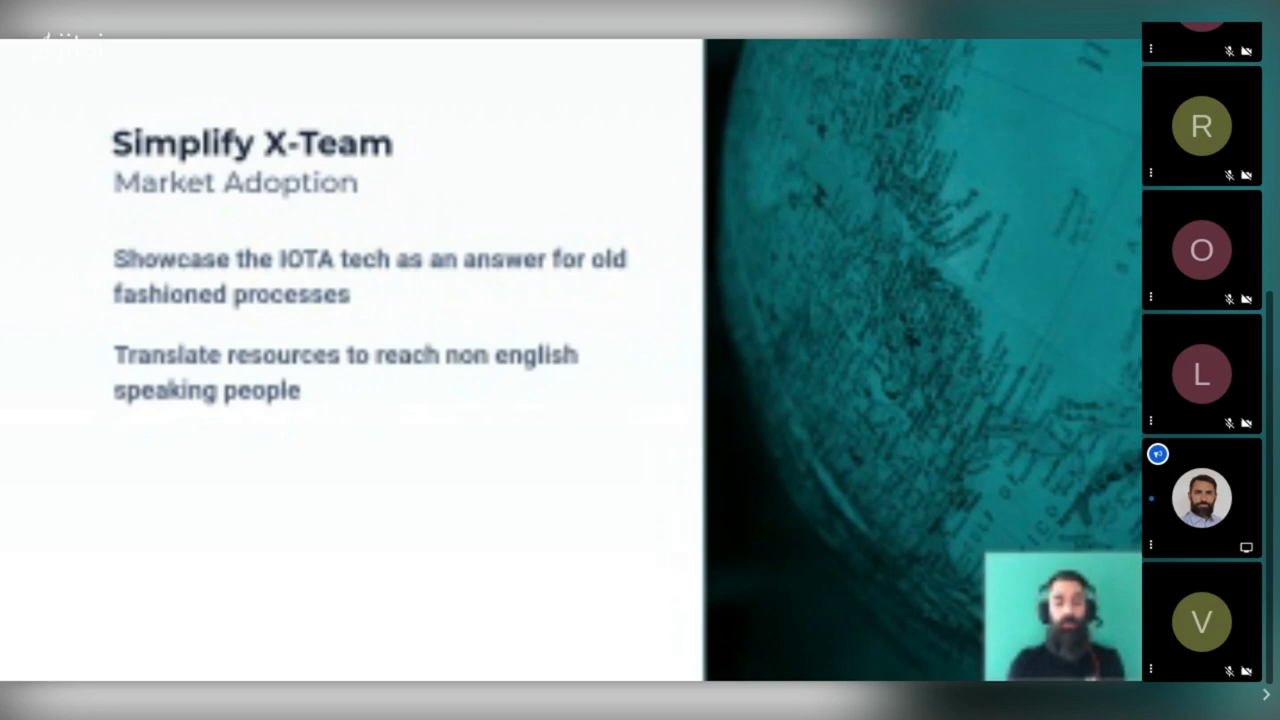 Simplify X-Team
Market Adoption
Showcase the IOTA tech as an answer for old
fashioned processes
Translate resources to reach non english
speaking people
R
O
L
V